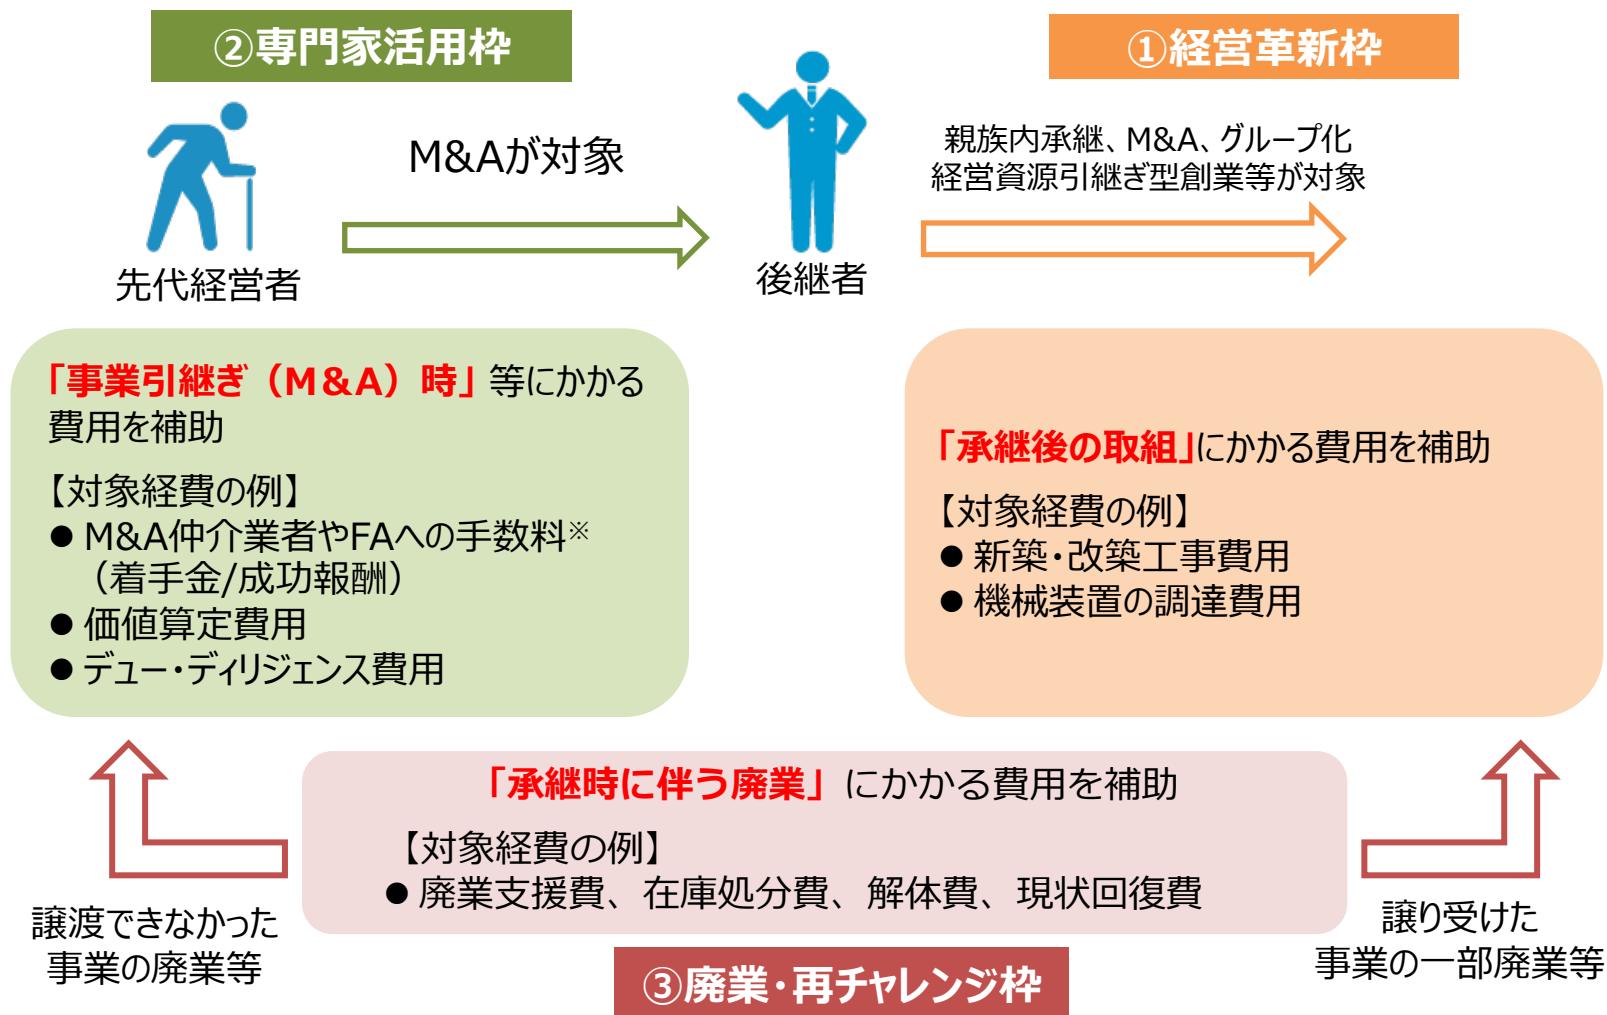 ②専門家活用枠
①経営革新枠
M&Aが対象
親族内承継、M&A、グループ化
経営資源引継ぎ型創業等が対象
先代経営者
後継者
「事業引継ぎ（M＆A）時」等にかかる
費用を補助
【対象経費の例】
● M&A仲介業者やFAへの手数料※
（着手金/成功報酬）
● 価値算定費用
● デュー・ディリジェンス費用
「承継後の取組」にかかる費用を補助
【対象経費の例】
● 新築・改築工事費用
● 機械装置の調達費用
「承継時に伴う廃業」にかかる費用を補助
【対象経費の例】
● 廃業支援費、在庫処分費、解体費、現状回復費
譲渡できなかった
事業の廃業等
譲り受けた
事業の一部廃業等
③廃業・再チャレンジ枠